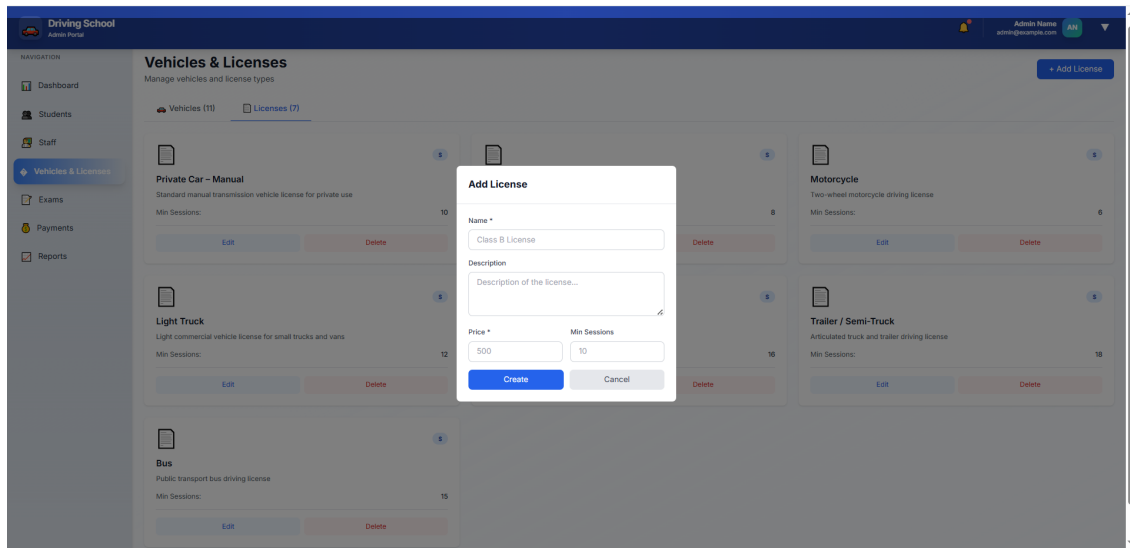 Driving School
Admin Portal
Admin Name
admin@example.com
AN
NAVIGATION
Dashboard
Students
Staff
Vehicles & Licenses
Exams
Payments
Reports
Vehicles & Licenses
Manage vehicles and license types
+ Add License
Vehicles (11)
Licenses (7)
$
Private Car – Manual
Standard manual transmission vehicle license for private use
Min Sessions: 10
Edit
Delete
$
8
Delete
$
Motorcycle
Two-wheel motorcycle driving license
Min Sessions: 6
Edit
Delete
$
Light Truck
Light commercial vehicle license for small trucks and vans
Min Sessions: 12
Edit
Delete
$
16
Delete
$
Trailer / Semi-Truck
Articulated truck and trailer driving license
Min Sessions: 18
Edit
Delete
$
Bus
Public transport bus driving license
Min Sessions: 15
Edit
Delete
Add License
Name *
Class B License
Description
Description of the license...
Price *
Min Sessions
500
10
Create
Cancel